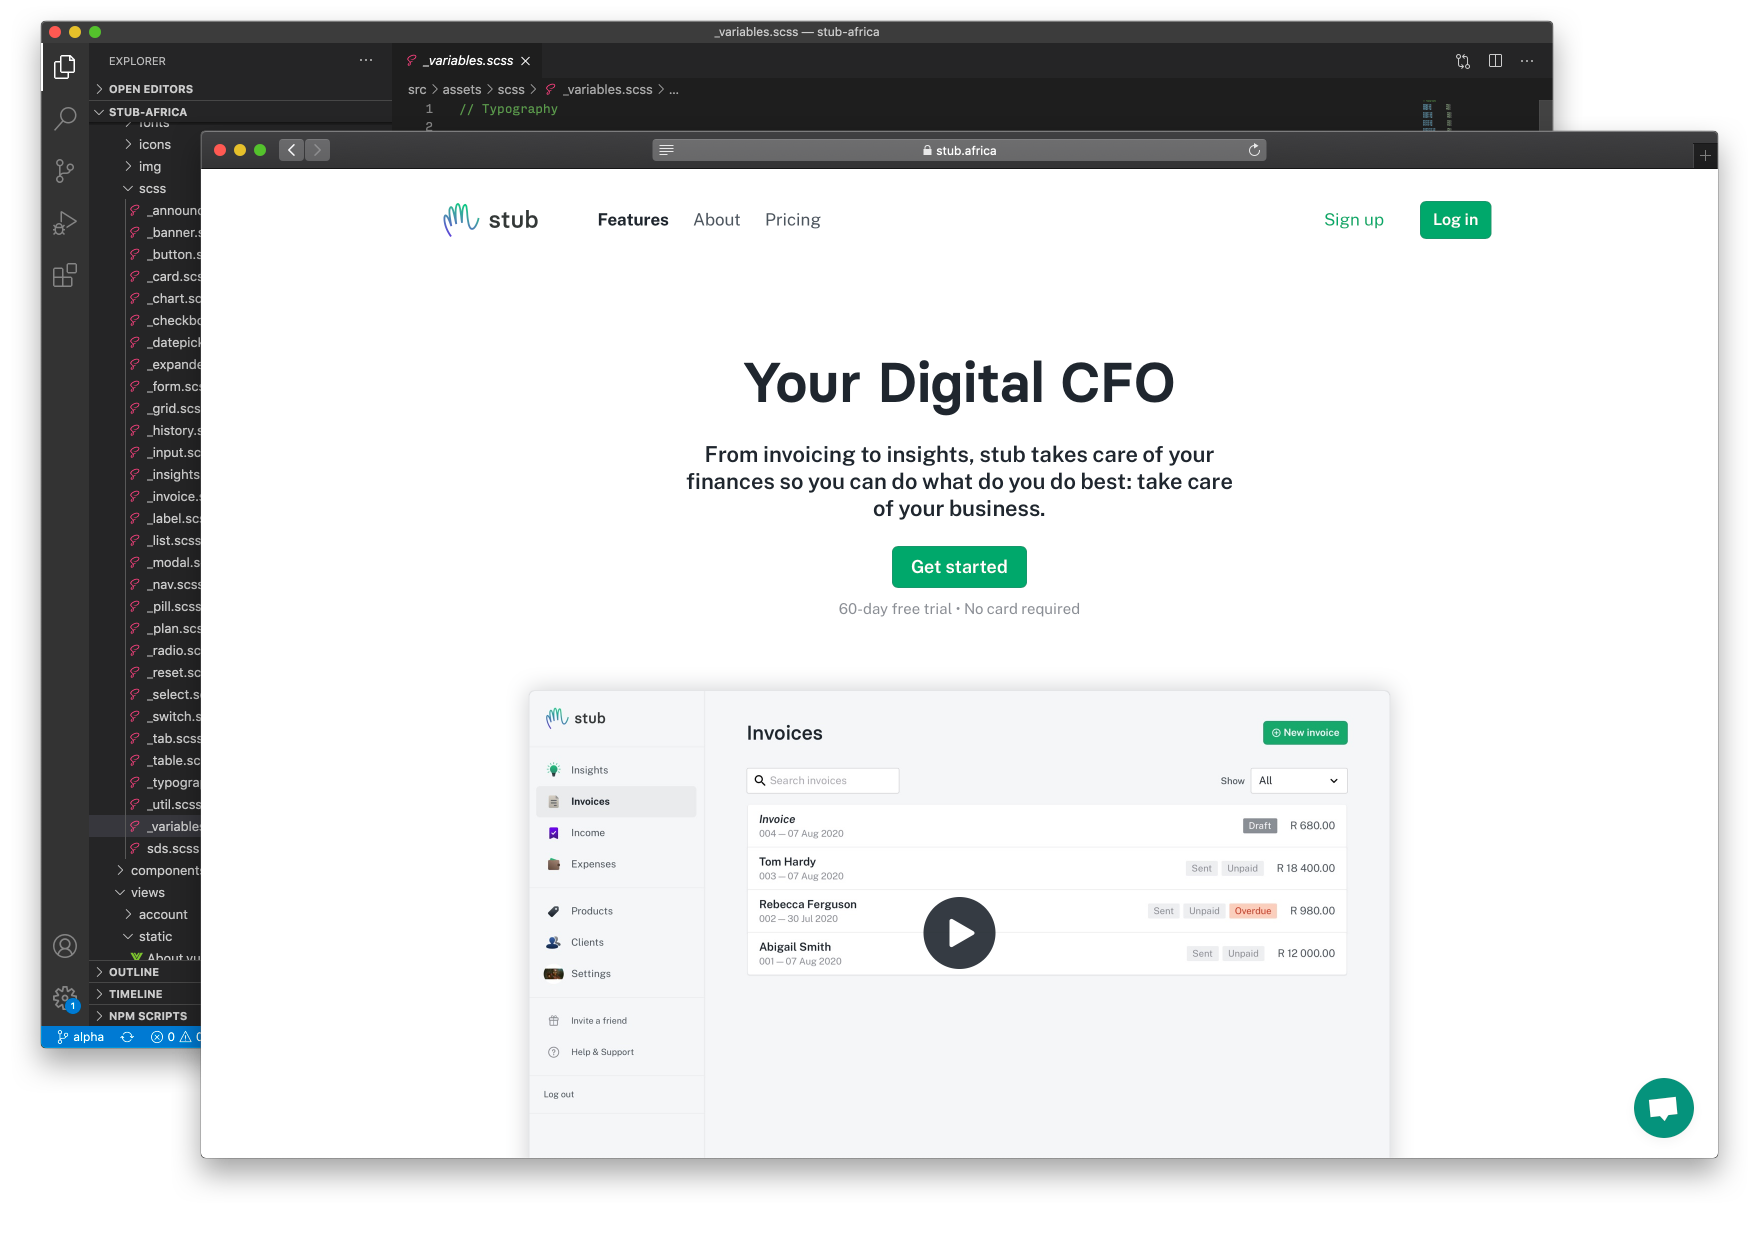 _variables.scss — stub-africa
EXPLORER
OPEN EDITORS
STUB-AFRICA
fonts
icons
img
scss
_announc
_banner.s
_button.s
_card.scs
_chart.sc
_checkbo
_datepick
_expande
_form.scs
_grid.scs
_history.s
_input.sc
_insights
_invoice.s
_label.scs
_list.scss
_modal.s
_nav.scss
_pill.scss
_plan.scs
_radio.sc
_reset.sc
_select.s
_switch.s
_tab.scss
_table.sc
_typogra
_util.scss
_variables
sds.scss
component
views
account
static
About.vu
OUTLINE
TIMELINE
NPM SCRIPTS
1
alpha 0 0
_variables.scss
src > assets > scss > _variables.scss > ...
1 // Typography
2
stub.africa
stub
Features About Pricing
Sign up Log in
Your Digital CFO
From invoicing to insights, stub takes care of your
finances so you can do what do you do best: take care
of your business.
Get started
60-day free trial • No card required
stub
Insights
Invoices
Income
Expenses
Products
Clients
Settings
Invite a friend
Help & Support
Log out
Invoices
New invoice
Search invoices
Show All
Invoice
004 — 07 Aug 2020
Draft R 680.00
Tom Hardy
003 — 07 Aug 2020
Sent Unpaid R 18 400.00
Rebecca Ferguson
002 — 30 Jul 2020
Sent Unpaid Overdue R 980.00
Abigail Smith
001 — 07 Aug 2020
Sent Unpaid R 12 000.00